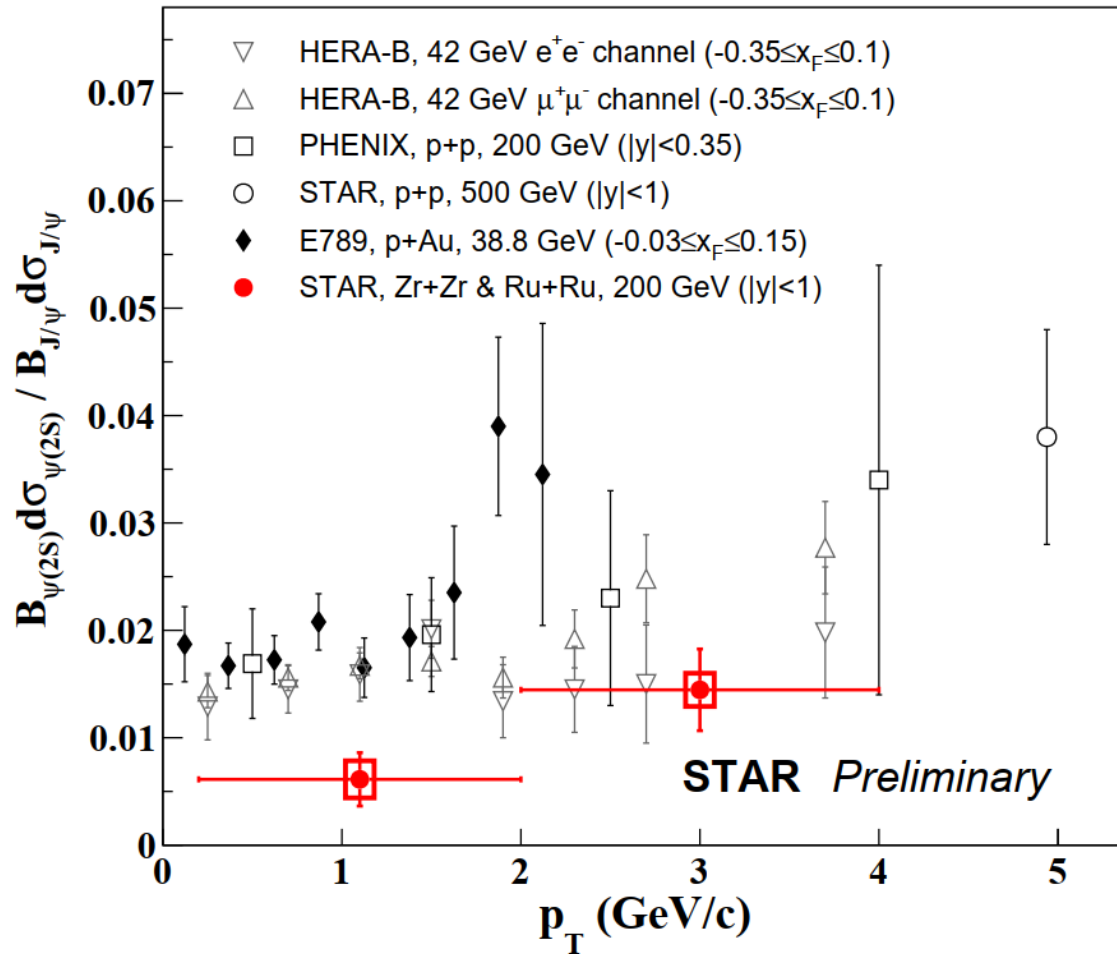 HERA-B, 42 GeV e⁺e⁻ channel (-0.35≤x_F≤0.1)
HERA-B, 42 GeV μ⁺μ⁻ channel (-0.35≤x_F≤0.1)
PHENIX, p+p, 200 GeV (|y|<0.35)
STAR, p+p, 500 GeV (|y|<1)
E789, p+Au, 38.8 GeV (-0.03≤x_F≤0.15)
STAR, Zr+Zr & Ru+Ru, 200 GeV (|y|<1)
B_ψ(2S) dσ_ψ(2S) / B_J/ψ dσ_J/ψ
0.07
0.06
0.05
0.04
0.03
0.02
0.01
0
STAR Preliminary
0 1 2 3 4 5
p_T (GeV/c)